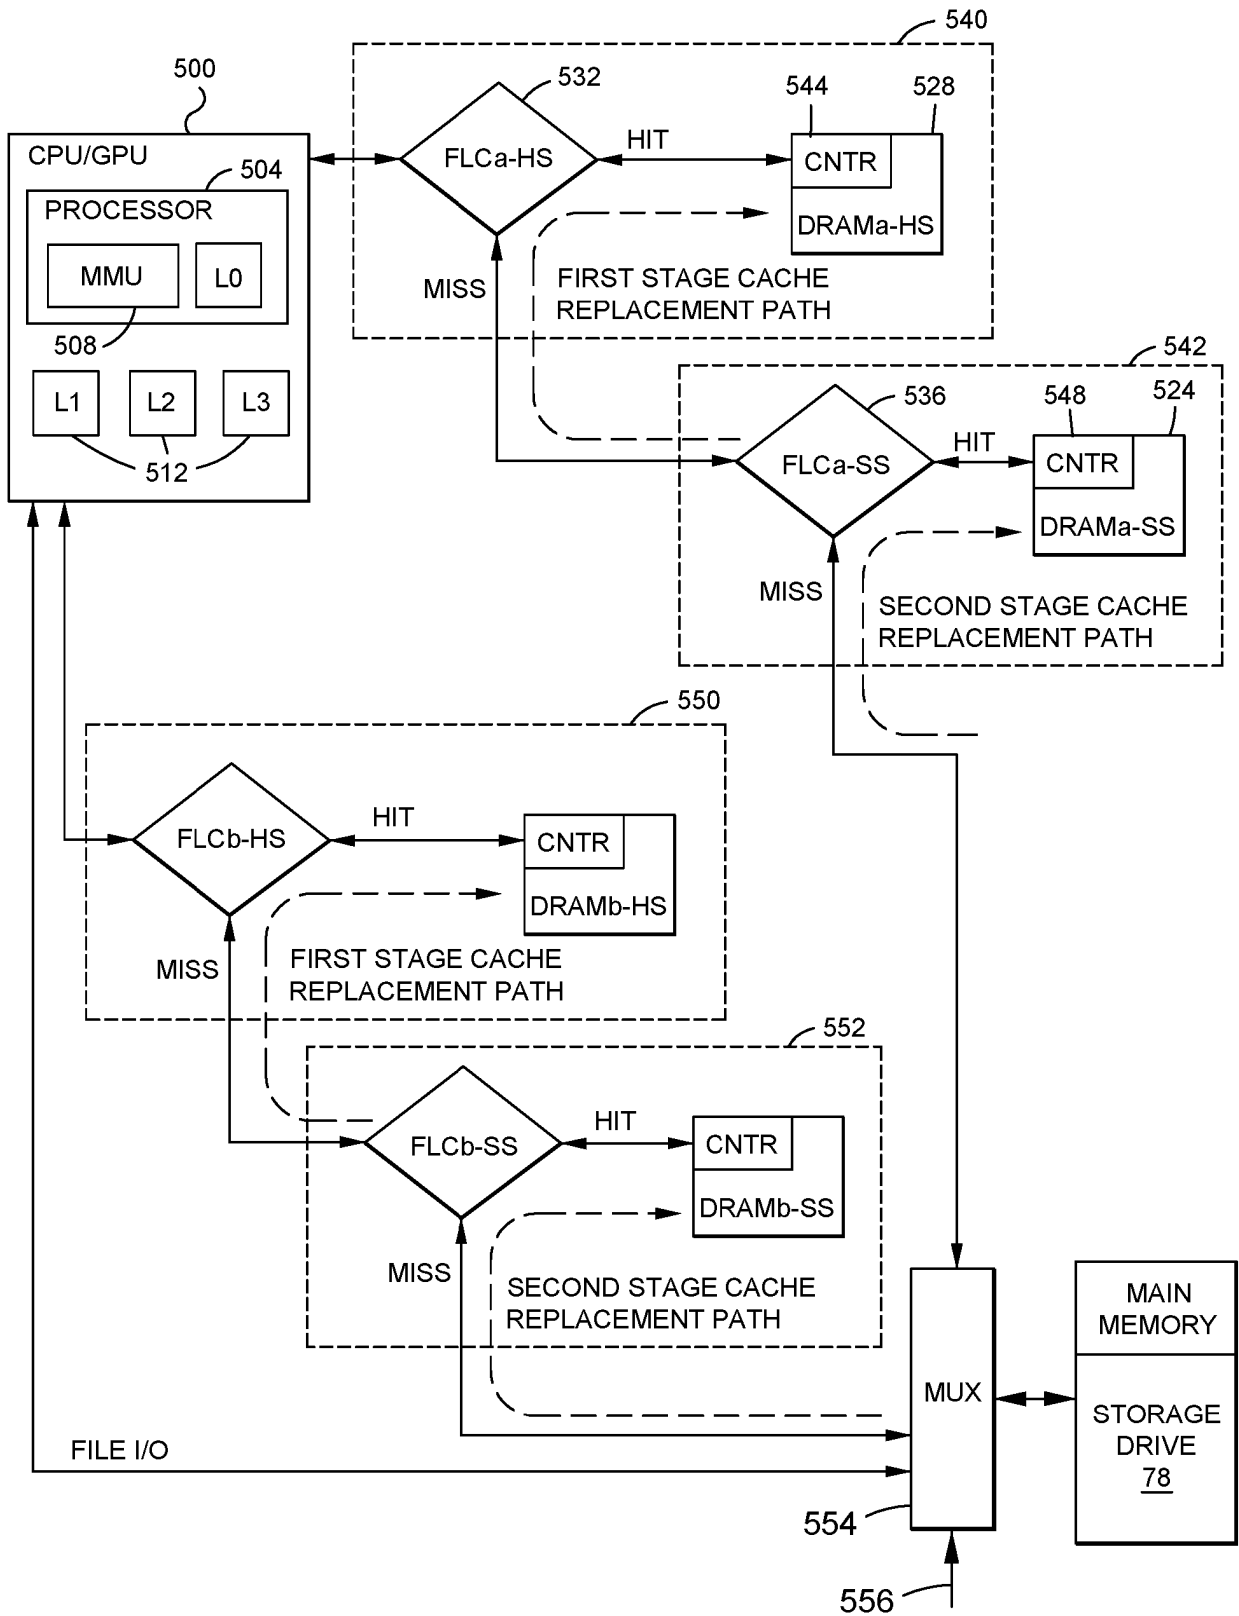 540
500
532
544
528
CPU/GPU
FLCa-HS
HIT
CNTR
504
PROCESSOR
DRAMa-HS
MMU
L0
MISS
FIRST STAGE CACHE
REPLACEMENT PATH
508
542
L1
L2
L3
536
548
524
512
FLCa-SS
HIT
CNTR
DRAMa-SS
MISS
SECOND STAGE CACHE
REPLACEMENT PATH
550
FLCb-HS
HIT
CNTR
DRAMb-HS
MISS
FIRST STAGE CACHE
REPLACEMENT PATH
552
FLCb-SS
HIT
CNTR
DRAMb-SS
MISS
SECOND STAGE CACHE
REPLACEMENT PATH
MAIN
MEMORY
MUX
STORAGE
DRIVE
78
FILE I/O
554
556